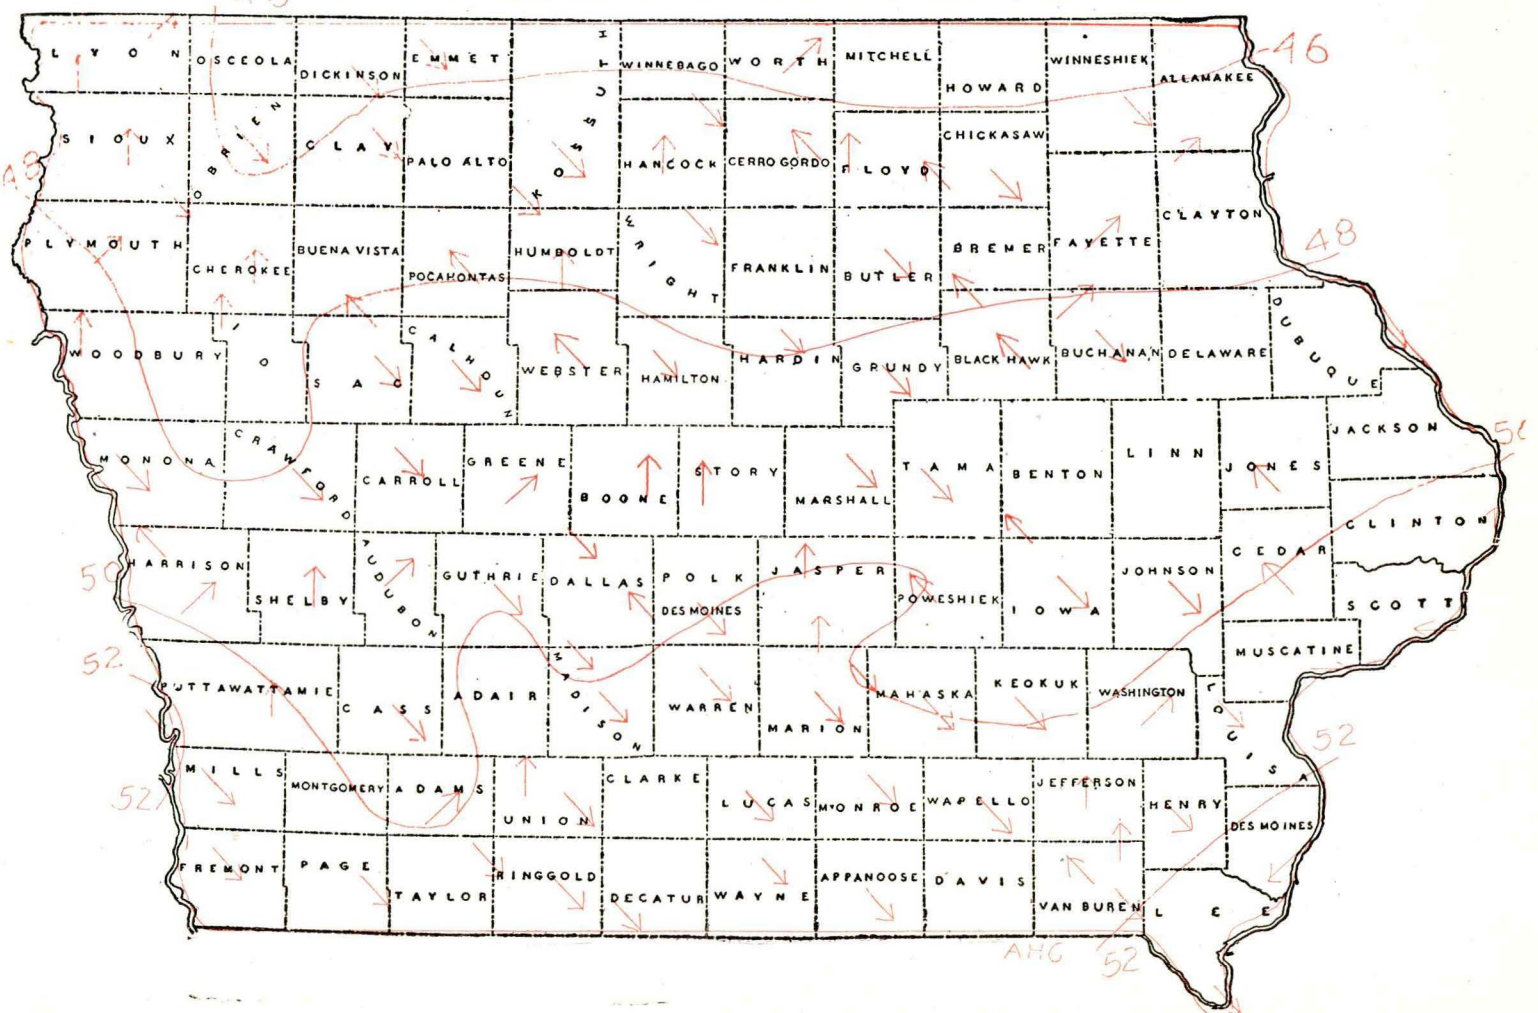 LYON OSCEOLA DICKINSON EMMET KOSSUTH WINNEBAGO WORTH MITCHELL HOWARD WINNESHIEK ALLAMAKEE 46
48 SIOUX OBRIEN CLAY PALO ALTO HANCOCK CERRO GORDO FLOYD CHICKASAW
PLYMOUTH CHEROKEE BUENA VISTA POCAHONTAS HUMBOLDT WRIGHT FRANKLIN BUTLER BREMER FAYETTE CLAYTON 48
WOODBURY IDA SAC CALHOUN WEBSTER HAMILTON HARDIN GRUNDY BLACK HAWK BUCHANAN DELAWARE DUBUQUE
MONONA CRAWFORD CARROLL GREENE BOONE STORY MARSHALL TAMA BENTON LINN JONES JACKSON
CLINTON
50 HARRISON SHELBY AUDUBON GUTHRIE DALLAS POLK JASPER POWESHIEK IOWA JOHNSON CEDAR SCOTT
DES MOINES
MUSCATINE
52 POTTAWATTAMIE CASS ADAIR MADISON WARREN MARION MAHASKA KEOKUK WASHINGTON LOUISA 52
52 MILLS MONTGOMERY ADAMS UNION CLARKE LUCAS MONROE WAPELLO JEFFERSON HENRY DES MOINES
FREMONT PAGE TAYLOR RINGGOLD DECATUR WAYNE APPANOOSE DAVIS VAN BUREN LEE
AHC 52